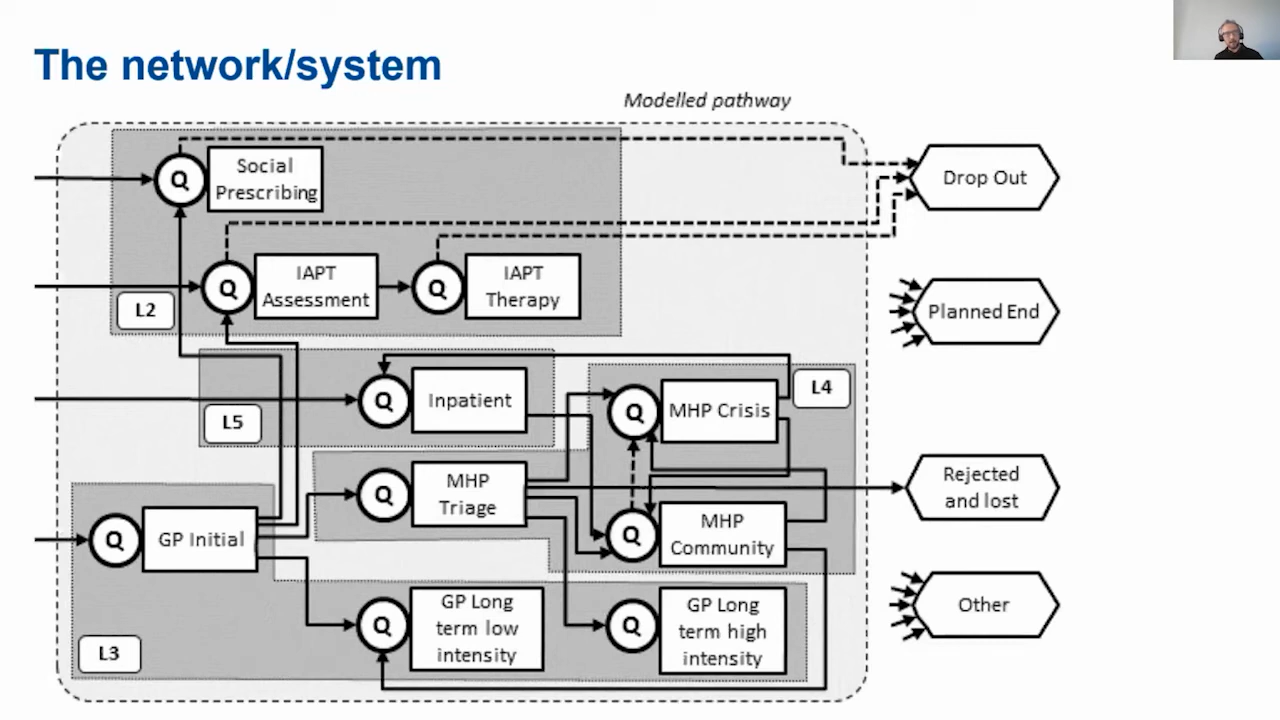 The network/system
Modelled pathway
Q
Social
Prescribing
Drop Out
Q
IAPT
Assessment
Q
IAPT
Therapy
L2
Planned End
Q
Inpatient
L5
Q
MHP Crisis
L4
Q
MHP
Triage
Rejected
and lost
Q
GP Initial
Q
MHP
Community
Q
GP Long
term low
intensity
Q
GP Long
term high
intensity
Other
L3